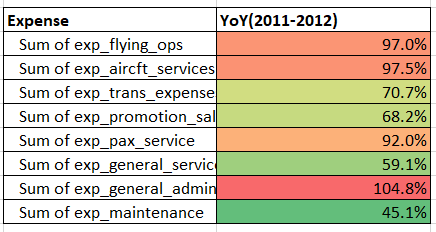 Expense YoY(2011-2012)
Sum of exp_flying_ops 97.0%
Sum of exp_aircft_services 97.5%
Sum of exp_trans_expense 70.7%
Sum of exp_promotion_sal 68.2%
Sum of exp_pax_service 92.0%
Sum of exp_general_servic 59.1%
Sum of exp_general_admin 104.8%
Sum of exp_maintenance 45.1%